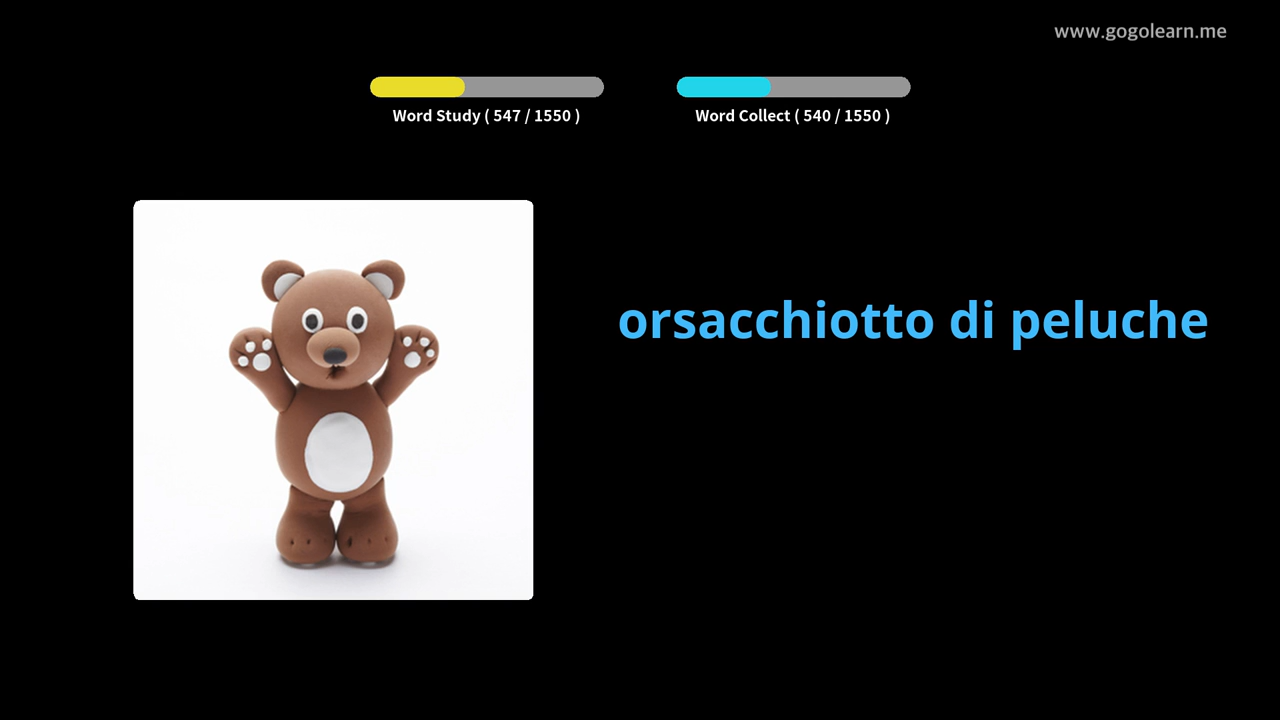 www.gogolearn.me
Word Study ( 547 / 1550 )
Word Collect ( 540 / 1550 )
orsacchiotto di peluche